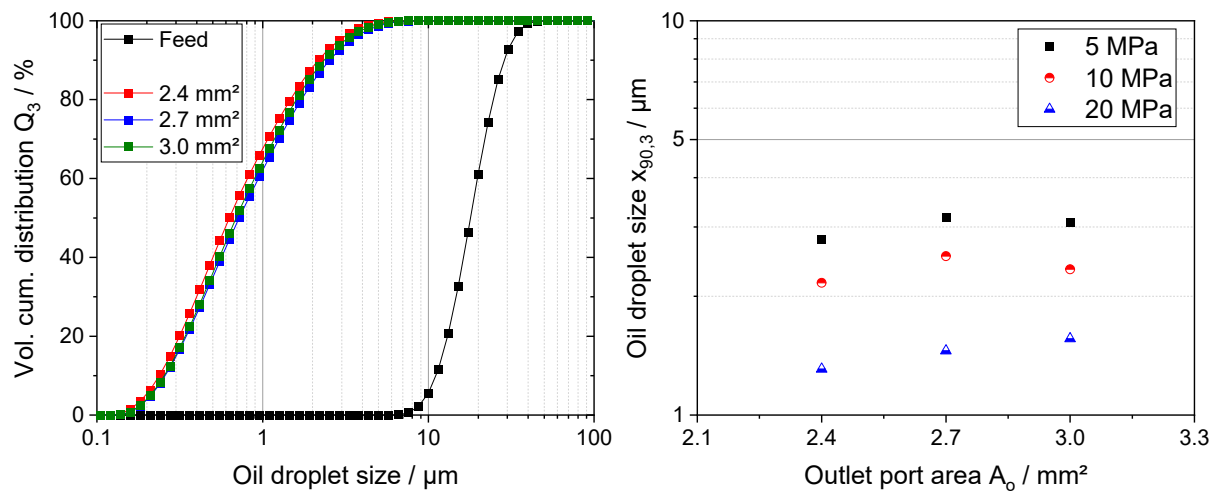 Vol. cum. distribution Q₃ / %
100
80
60
40
20
0
Feed
2.4 mm²
2.7 mm²
3.0 mm²
0.1 1 10 100
Oil droplet size / µm
Oil droplet size x₉₀,₃ / µm
10
5
1
5 MPa
10 MPa
20 MPa
2.1 2.4 2.7 3.0 3.3
Outlet port area Aₒ / mm²